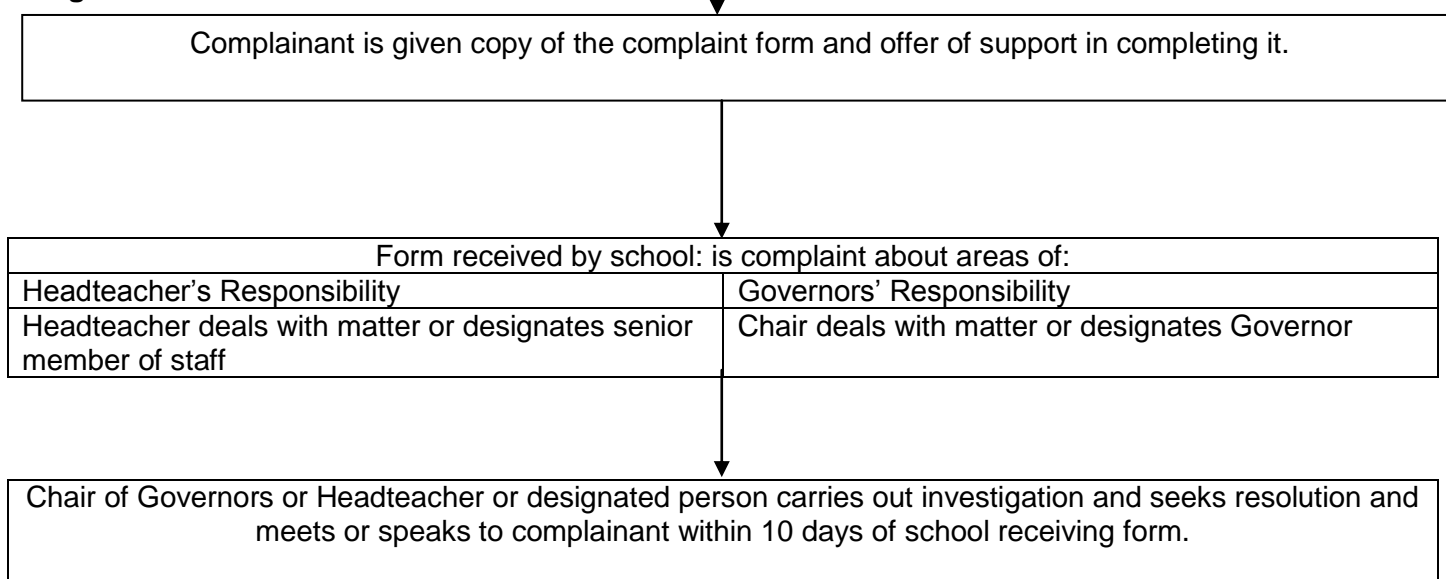 Complainant is given copy of the complaint form and offer of support in completing it.
Form received by school: is complaint about areas of:
Headteacher's Responsibility
Governors' Responsibility
Headteacher deals with matter or designates senior
member of staff
Chair deals with matter or designates Governor
Chair of Governors or Headteacher or designated person carries out investigation and seeks resolution and
meets or speaks to complainant within 10 days of school receiving form.